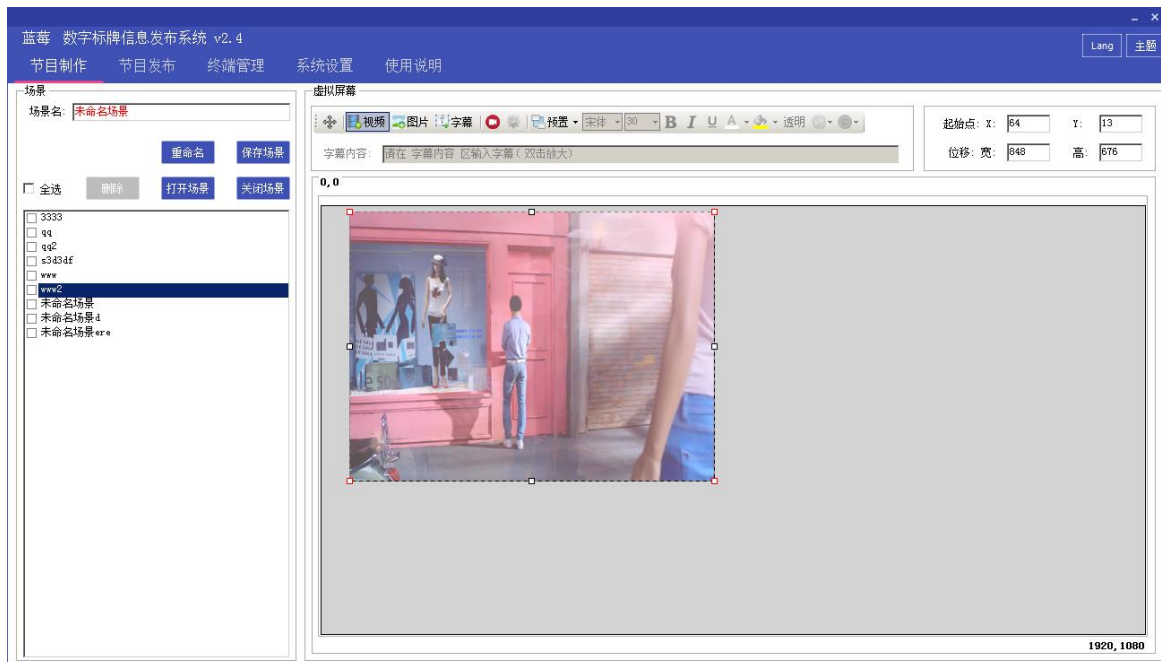 蓝莓 数字标牌信息发布系统 v2.4
Lang 主题
节目制作 节目发布 终端管理 系统设置 使用说明
场景
场景名: 未命名场景
重命名 保存场景
全选 删除 打开场景 关闭场景
3333
qq
qq2
s3d3df
www
www2
未命名场景
未命名场景d
未命名场景ere
虚拟屏幕
视频 图片 字幕 预置 宋体 30 B I U A 透明
字幕内容: 请在 字幕内容 区输入字幕(双击放大)
起始点: X: 64 Y: 13
位移: 宽: 848 高: 676
0,0
1920,1080